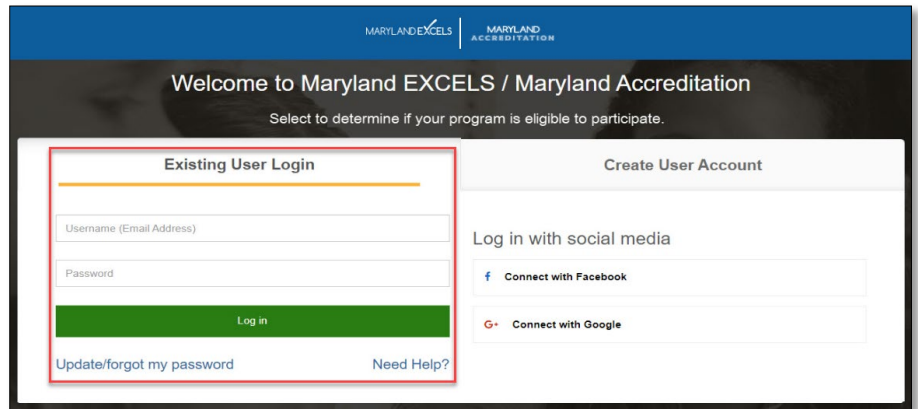 MARYLAND EXCELS
MARYLAND
ACCREDITATION
Welcome to Maryland EXCELS / Maryland Accreditation
Select to determine if your program is eligible to participate.
Existing User Login
Create User Account
Username (Email Address)
Password
Log in
Update/forgot my password
Need Help?
Log in with social media
f Connect with Facebook
G+ Connect with Google